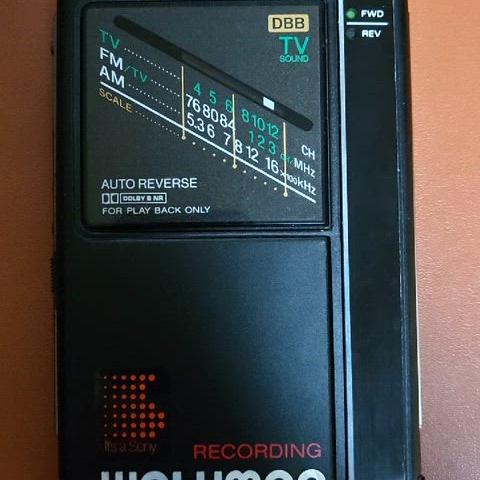 DBB
TV
SOUND
FWD
REV
TV
FM/TV
AM
SCALE
4 5 6 8 10 12
76 80 84 1 2 3 CH
5.3 6 7 8 12 16 MHz
×100kHz
AUTO REVERSE
DOLBY B NR
FOR PLAY BACK ONLY
It's a Sony
RECORDING
WALKMAN